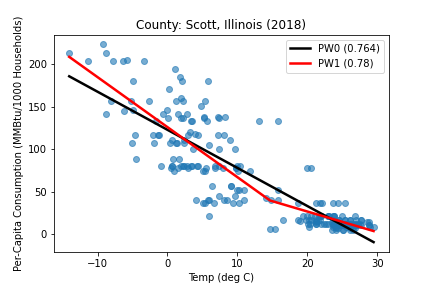 County: Scott, Illinois (2018)
PW0 (0.764)
PW1 (0.78)
Per-Capita Consumption (MMBtu/1000 Households)
200
150
100
50
0
−10 0 10 20 30
Temp (deg C)